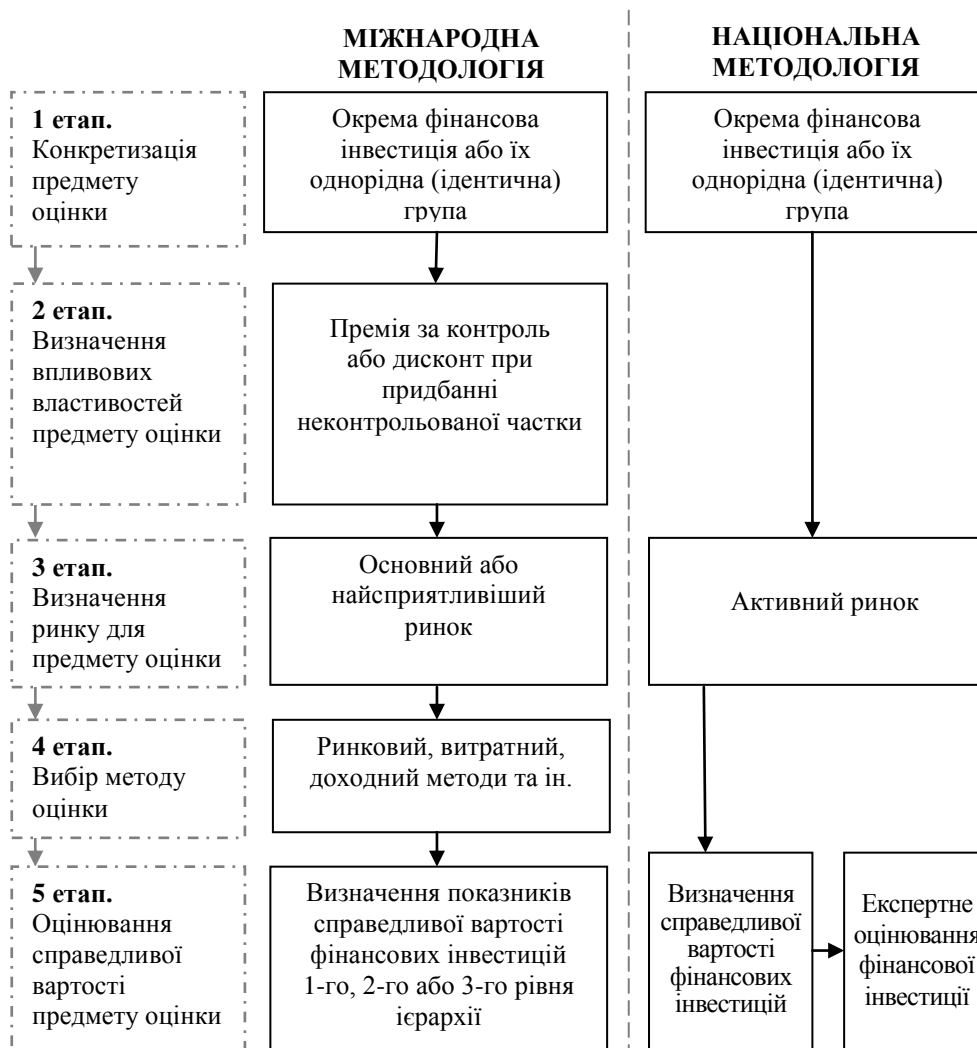 МІЖНАРОДНА
МЕТОДОЛОГІЯ
НАЦІОНАЛЬНА
МЕТОДОЛОГІЯ
1 етап.
Конкретизація
предмету
оцінки
Окрема фінансова
інвестиція або їх
однорідна (ідентична)
група
Окрема фінансова
інвестиція або їх
однорідна (ідентична)
група
2 етап.
Визначення
впливових
властивостей
предмету оцінки
Премія за контроль
або дисконт при
придбанні
неконтрольованої частки
3 етап.
Визначення
ринку для
предмету оцінки
Основний або
найсприятливіший
ринок
Активний ринок
4 етап.
Вибір методу
оцінки
Ринковий, витратний,
доходний методи та ін.
5 етап.
Оцінювання
справедливої
вартості
предмету оцінки
Визначення показників
справедливої вартості
фінансових інвестицій
1-го, 2-го або 3-го рівня
ієрархії
Визначення
справедливої
вартості
фінансових
інвестицій
Експертне
оцінювання
фінансової
інвестиції